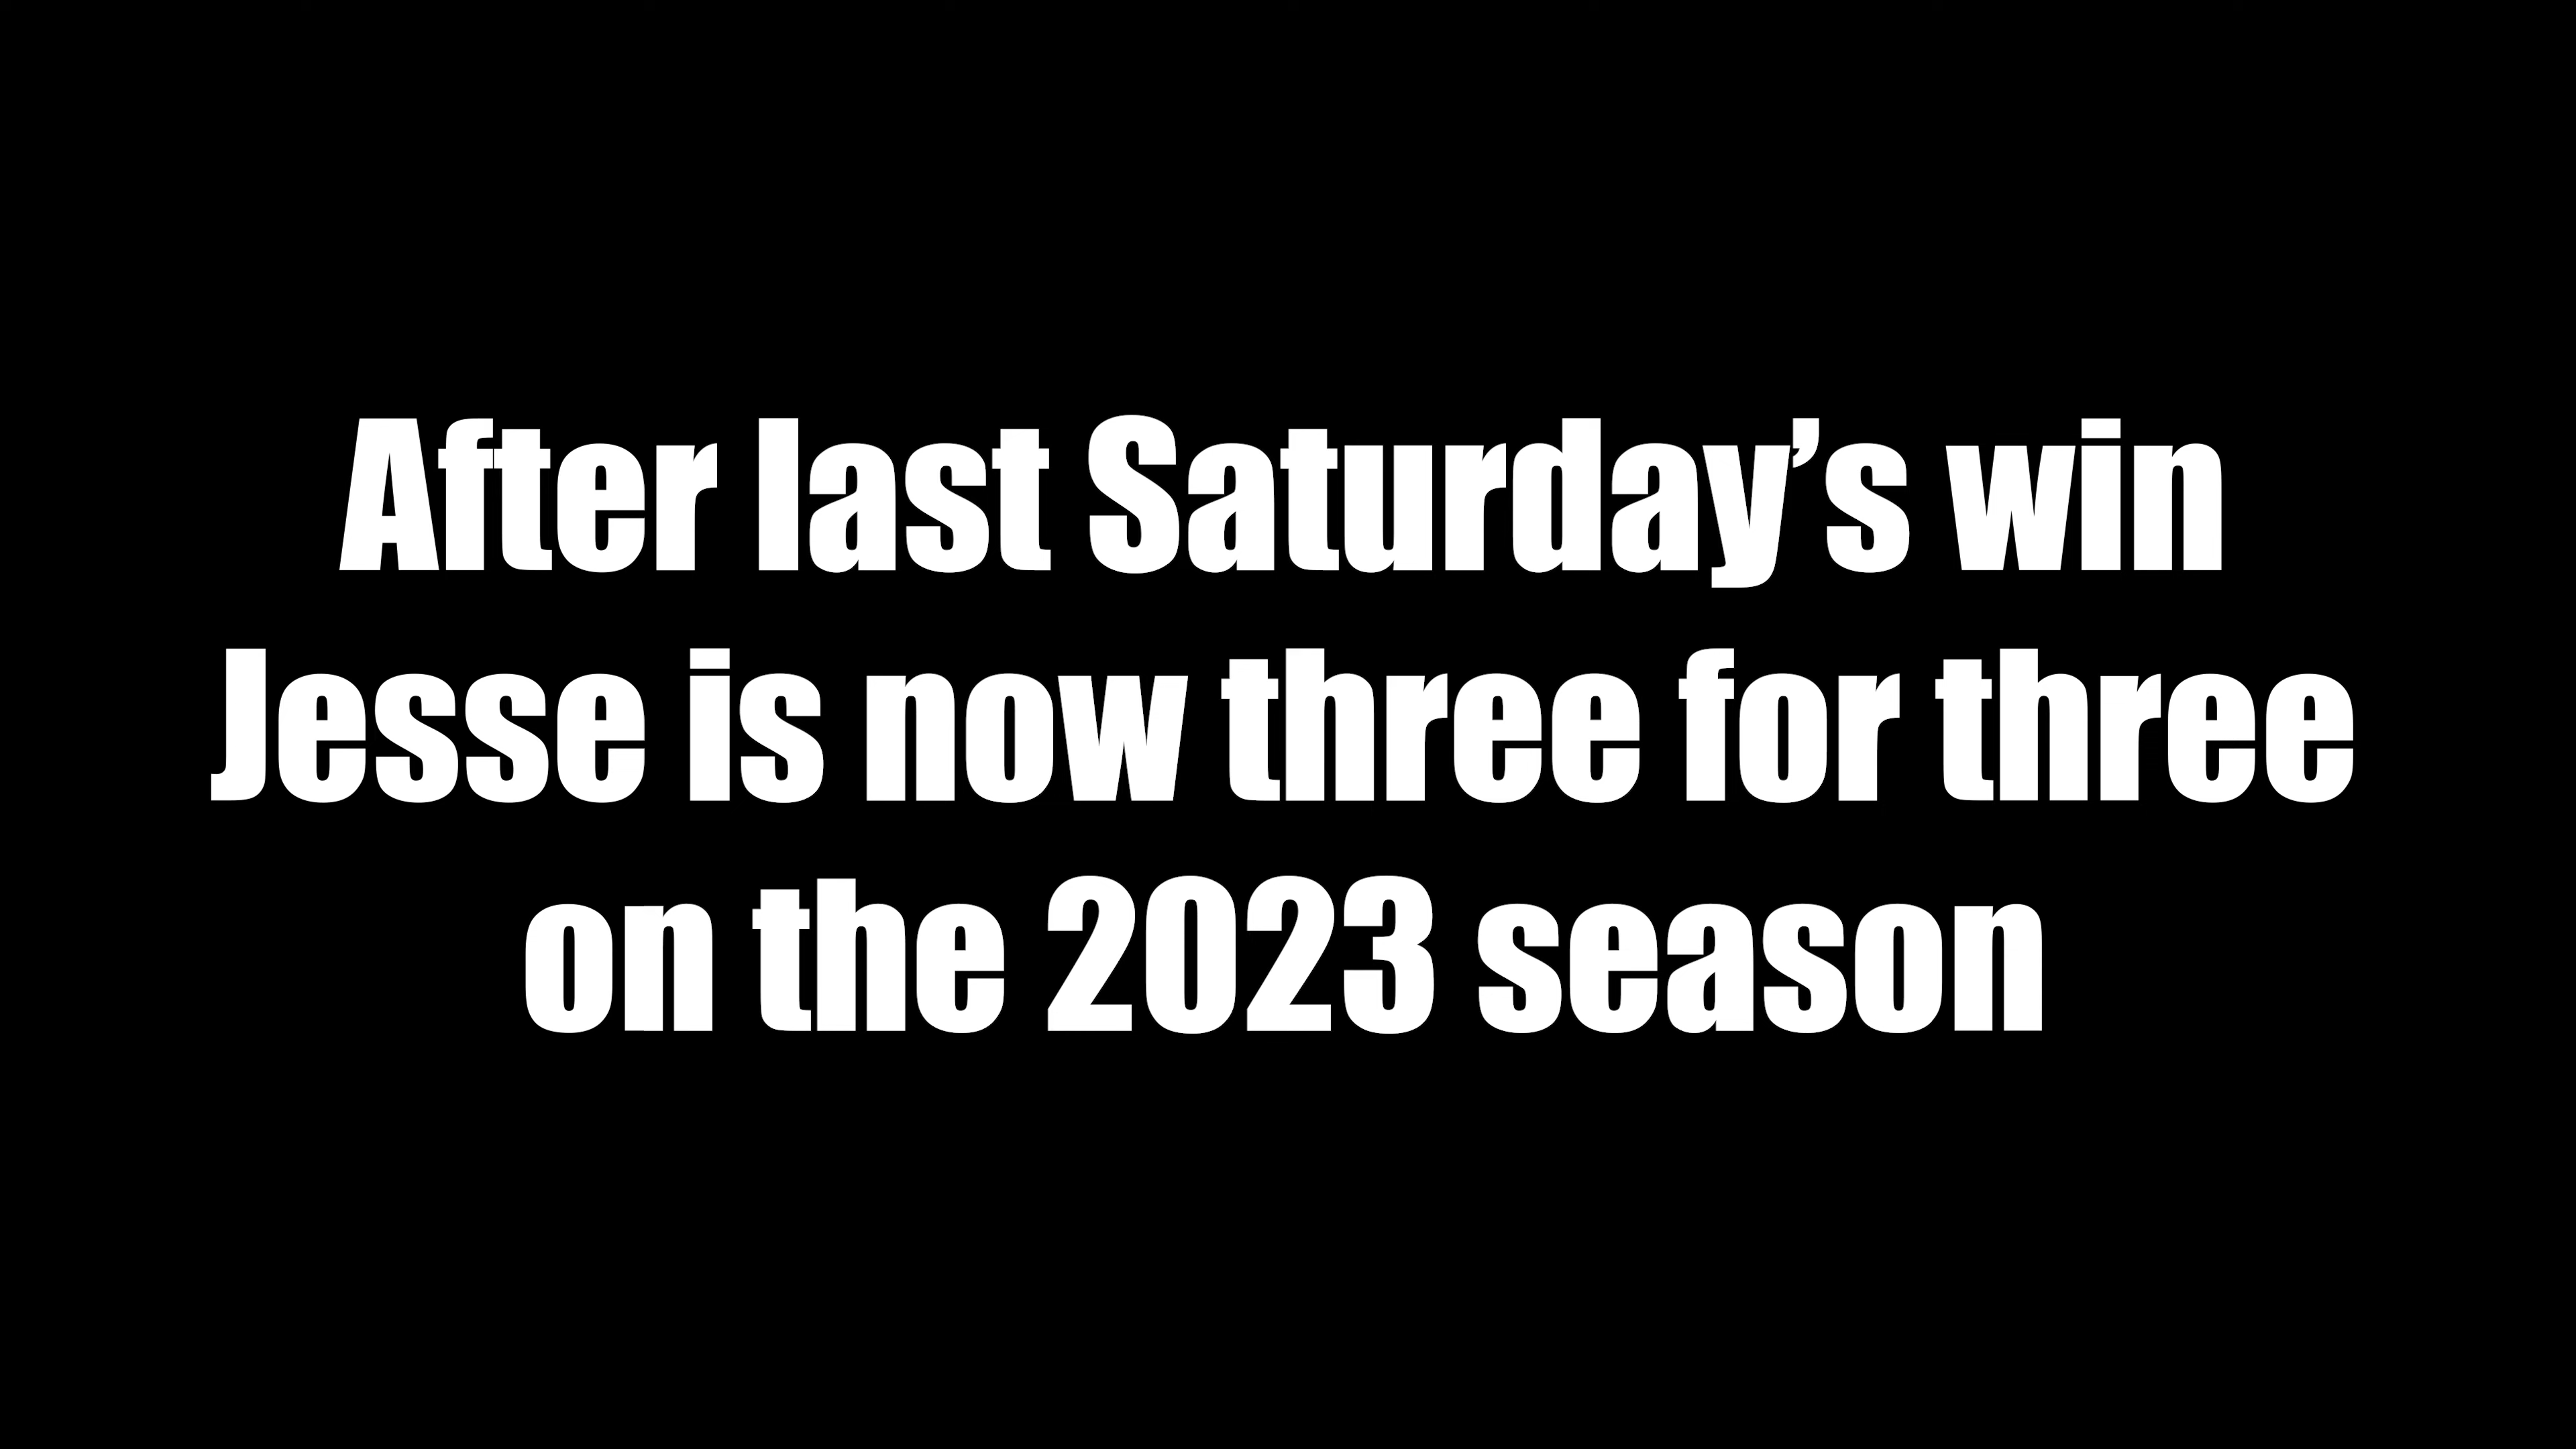 After last Saturday’s win
Jesse is now three for three
on the 2023 season